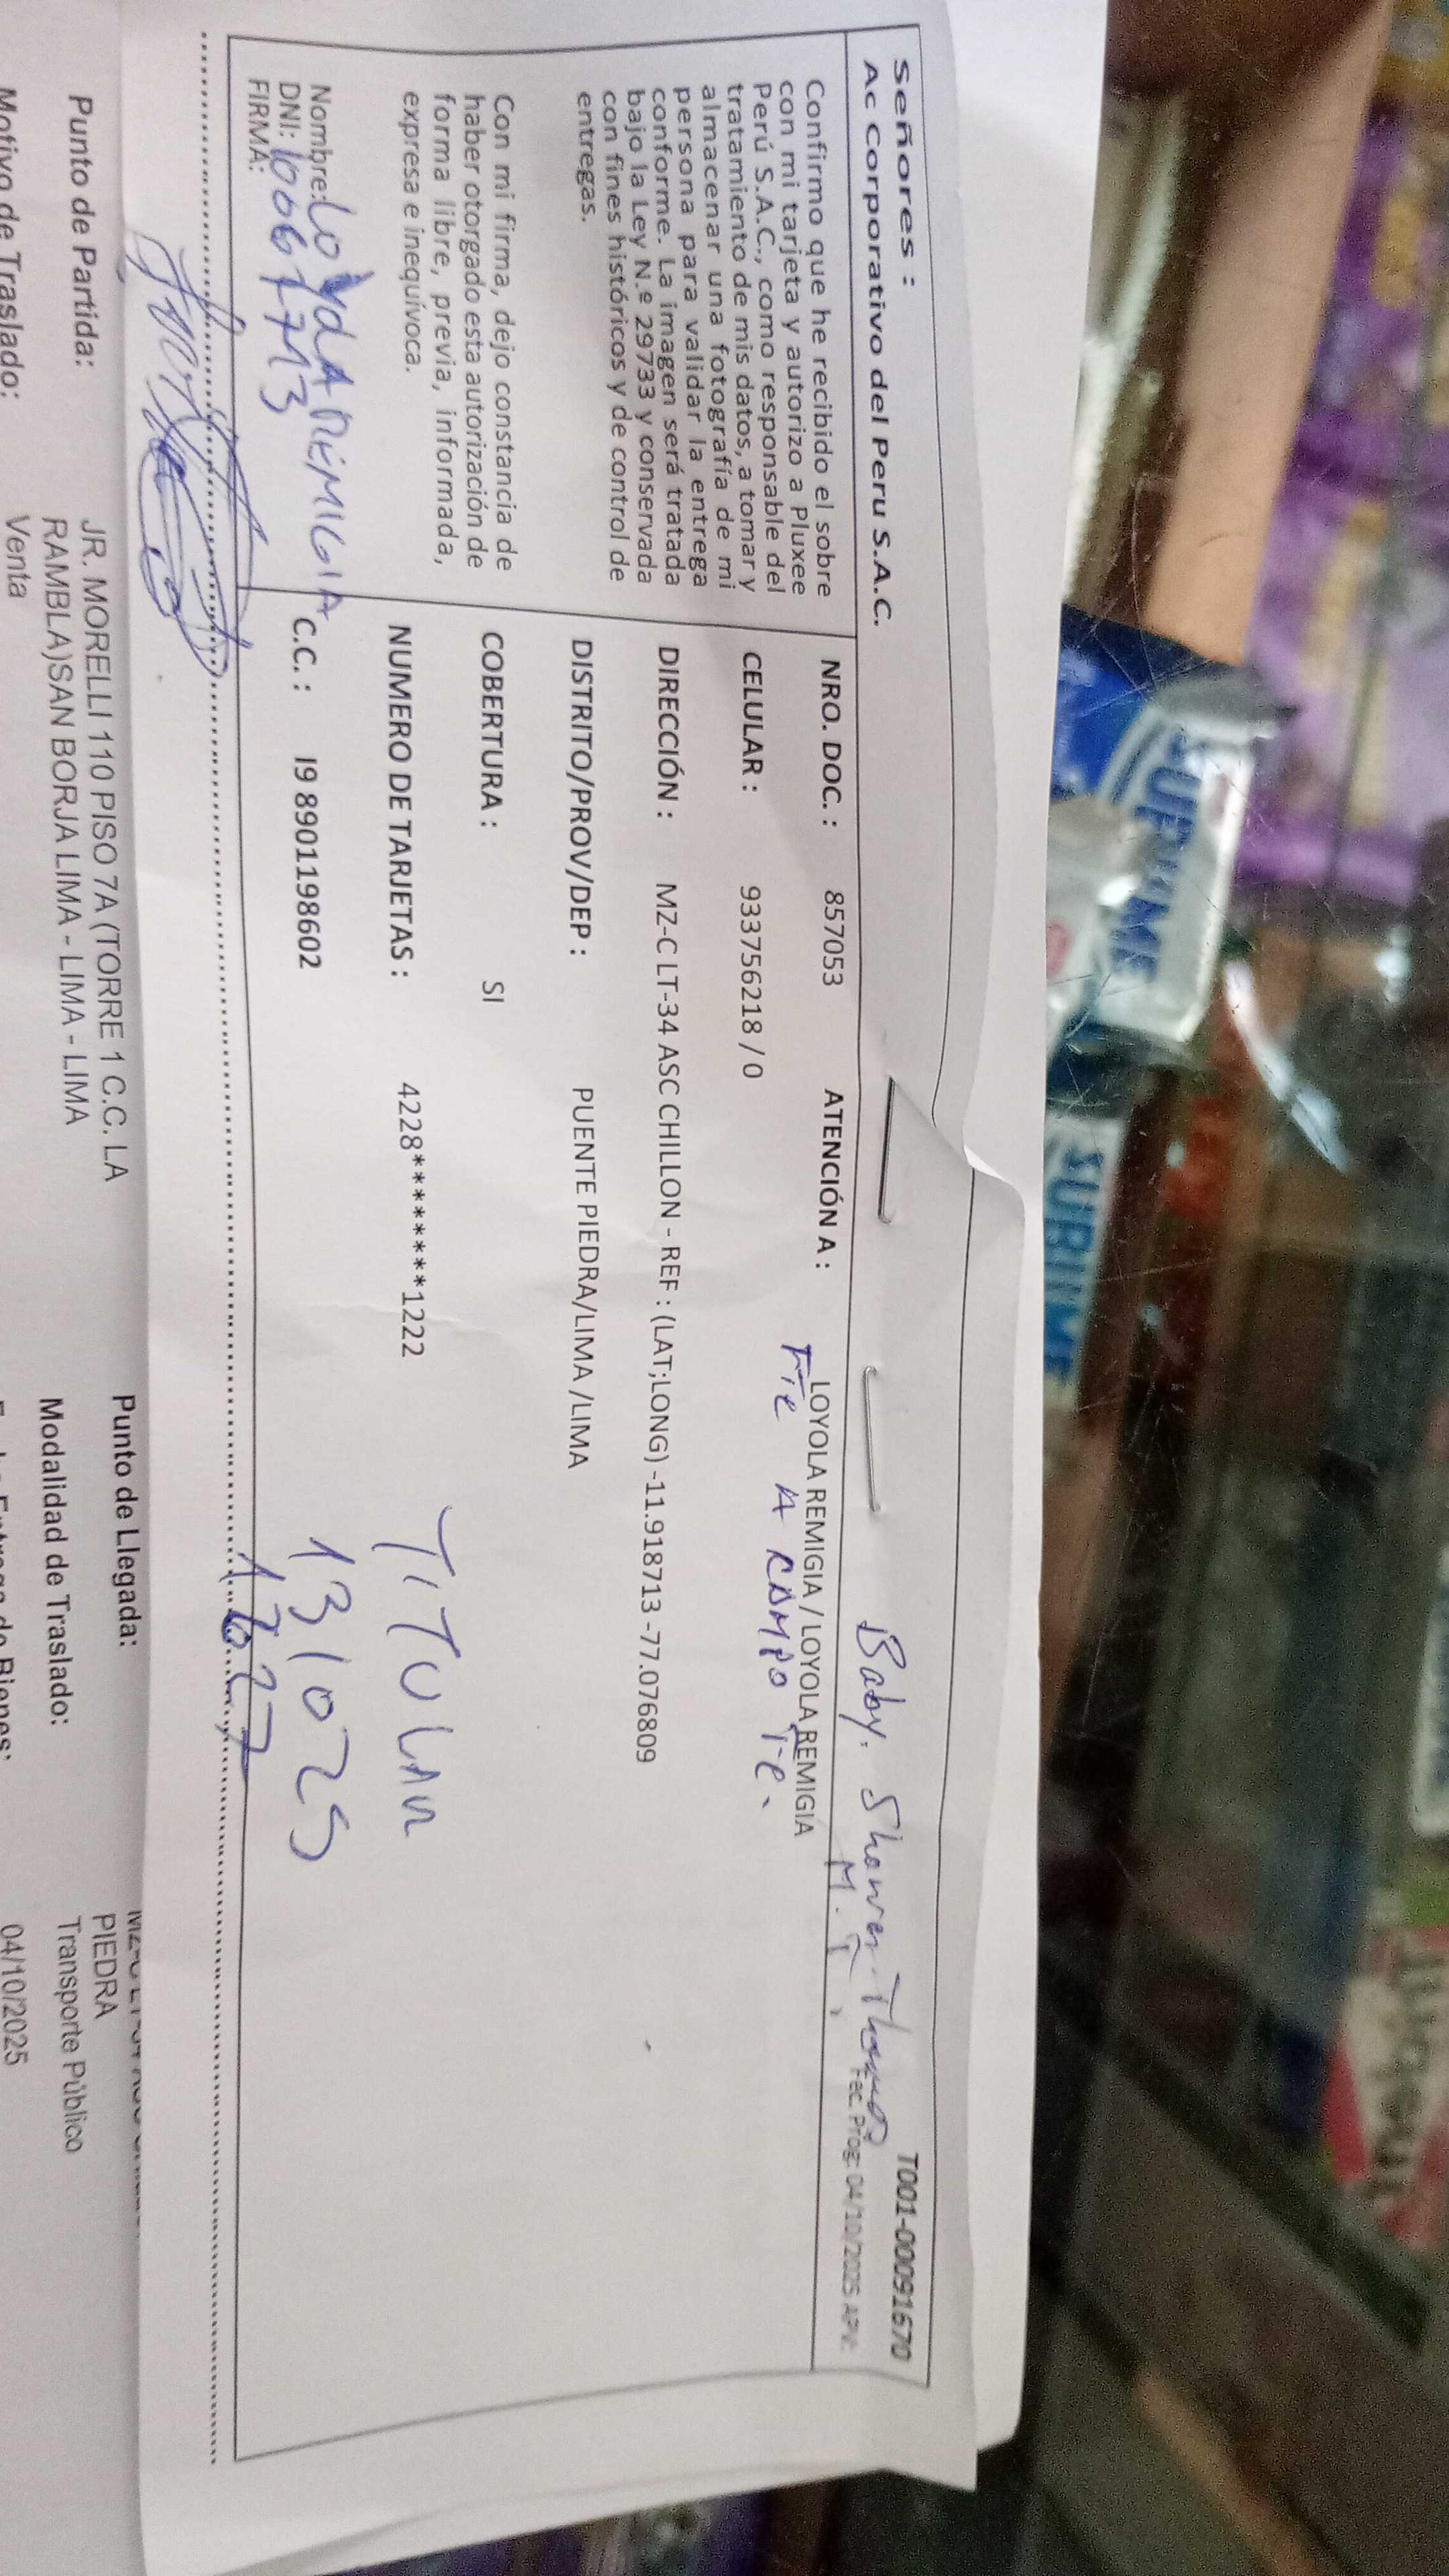 Señores :
Ac Corporativo del Peru S.A.C.
T001-00091670
Baby. Shower. Thomas
Fec. Prog: 04/10/2025 APV:
M.T.
Confirmo que he recibido el sobre
con mi tarjeta y autorizo a Pluxee
Perú S.A.C., como responsable del
tratamiento de mis datos, a tomar y
almacenar una fotografía de mi
persona para validar la entrega
conforme. La imagen será tratada
bajo la Ley N.º 29733 y conservada
con fines históricos y de control de
entregas.
Con mi firma, dejo constancia de
haber otorgado esta autorización de
forma libre, previa, informada,
expresa e inequívoca.
Nombre: REMIGIA
DNI:
FIRMA:
NRO. DOC. : 857053 ATENCIÓN A : LOYOLA REMIGIA / LOYOLA REMIGIA
Fte A CAMPO Fe.
CELULAR : 933756218 / 0
DIRECCIÓN : MZ-C LT-34 ASC CHILLON - REF : (LAT;LONG) -11.918713 -77.076809
DISTRITO/PROV/DEP : PUENTE PIEDRA/LIMA /LIMA
COBERTURA : SI
NUMERO DE TARJETAS : 4228**********1222
TITULAR
C.C. : I9 8901198602
131025
Punto de Partida: JR. MORELLI 110 PISO 7A (TORRE 1 C.C. LA
RAMBLA)SAN BORJA LIMA - LIMA - LIMA
Punto de Llegada:
PIEDRA
Motivo de Traslado: Venta
Modalidad de Traslado: Transporte Público
04/10/2025
SUBLIME
SUBLIME